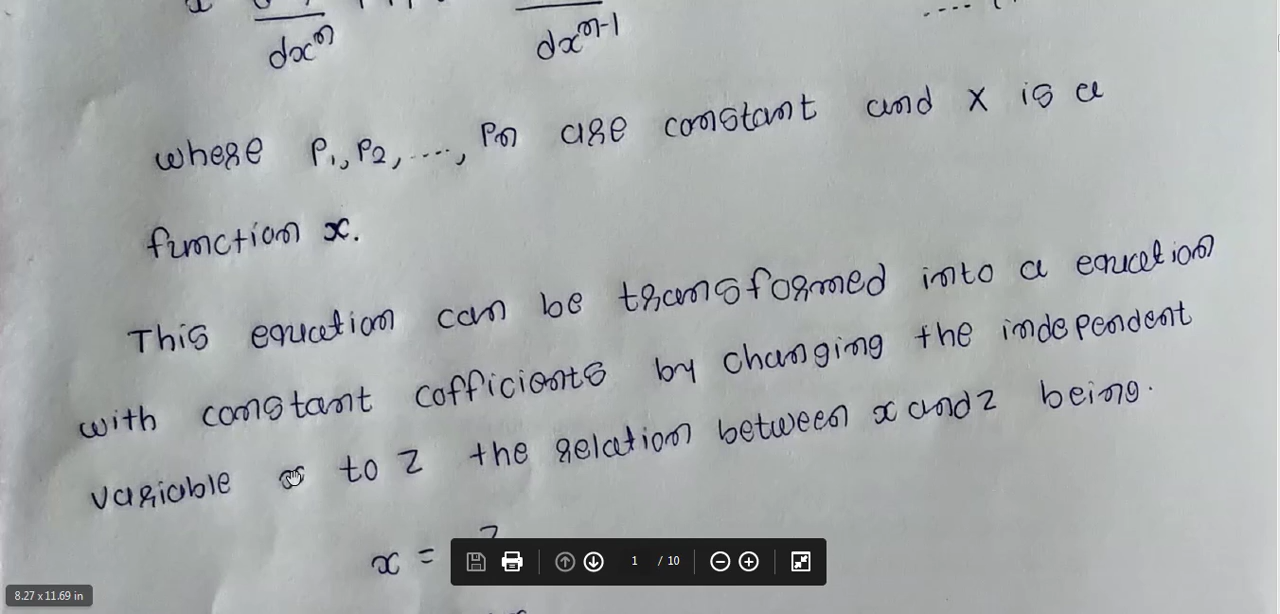 dxⁿ dxⁿ⁻¹ ....
where P₁, P₂, ...., Pn are constant and X is a
function x.
This equation can be transformed into a equation
with constant cofficients by changing the independent
variable x to z the relation between x and z being.
x =
1 / 10
8.27 x 11.69 in